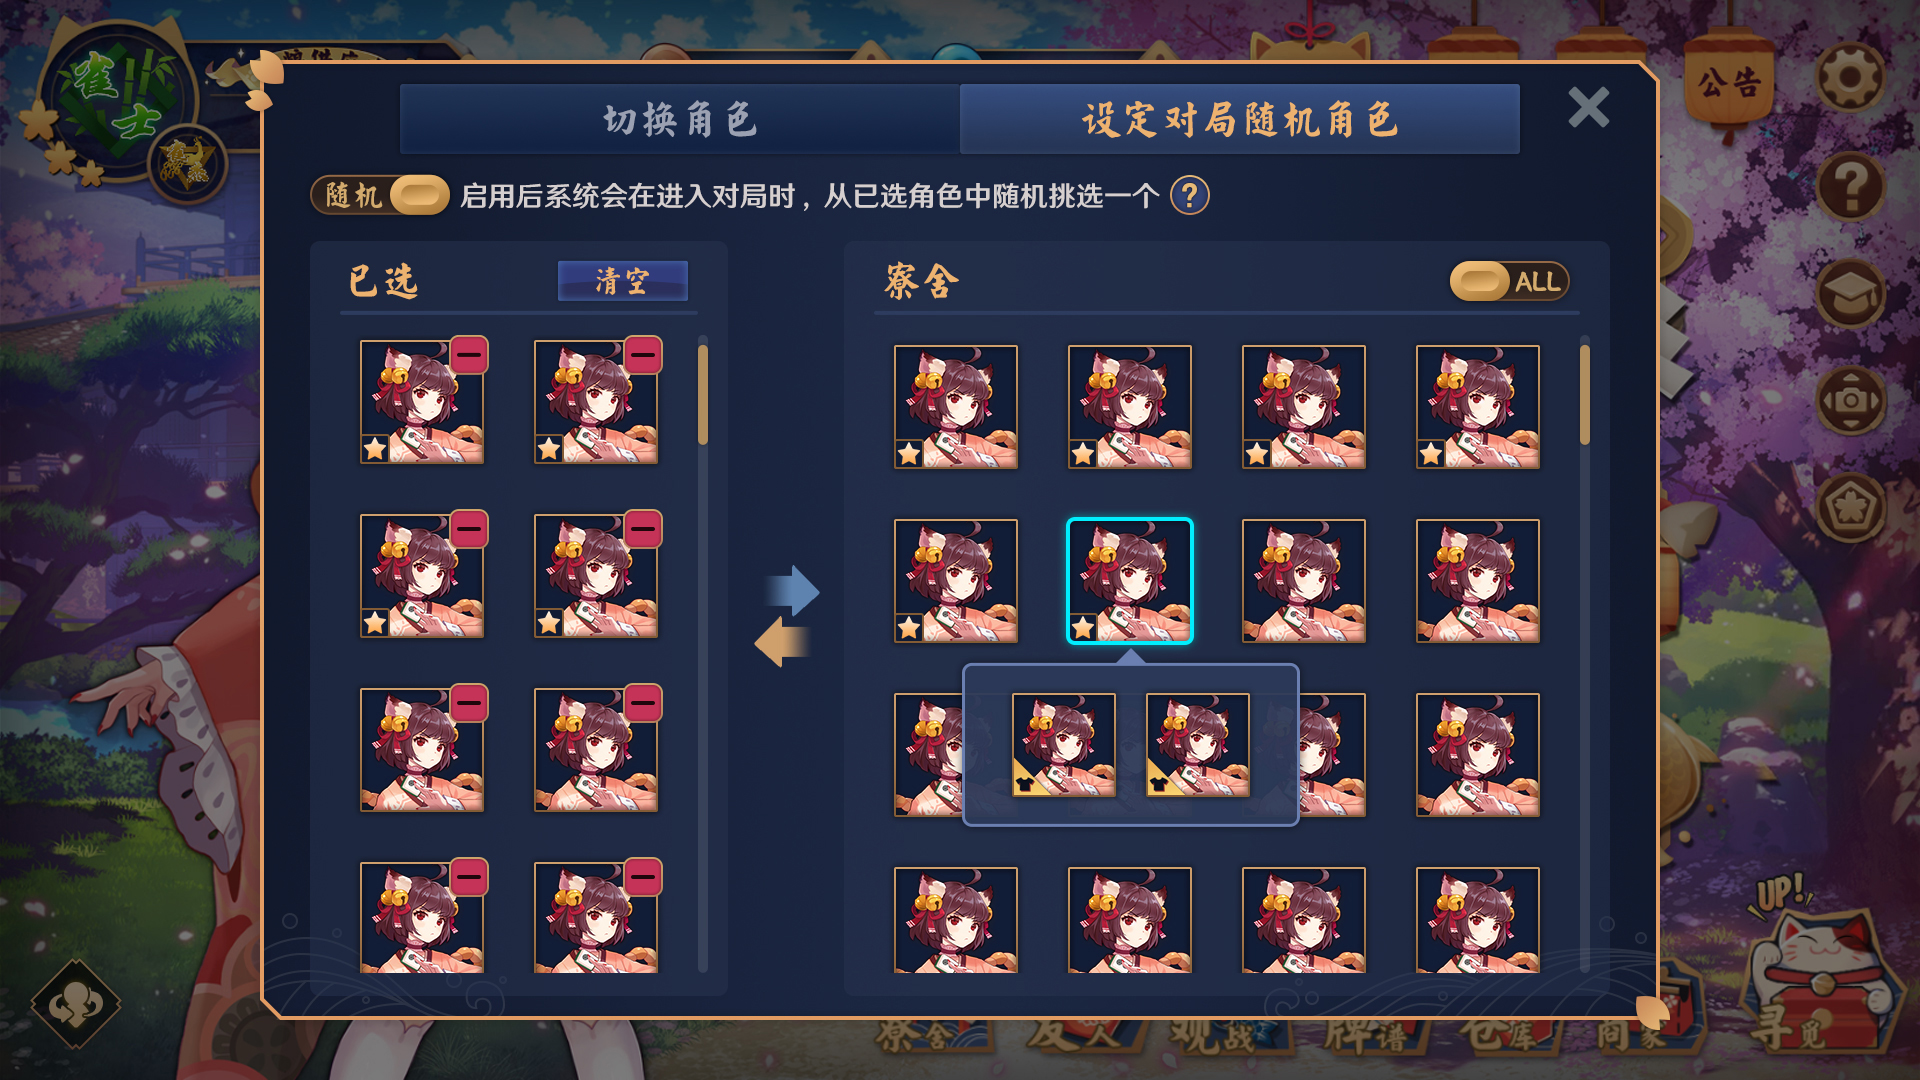 雀士
切换角色
设定对局随机角色
公告
随机
启用后系统会在进入对局时，从已选角色中随机挑选一个
?
已选
清空
寮舍
ALL
UP!
寮舍
友人
观战
牌谱
仓库
商家
寻觅